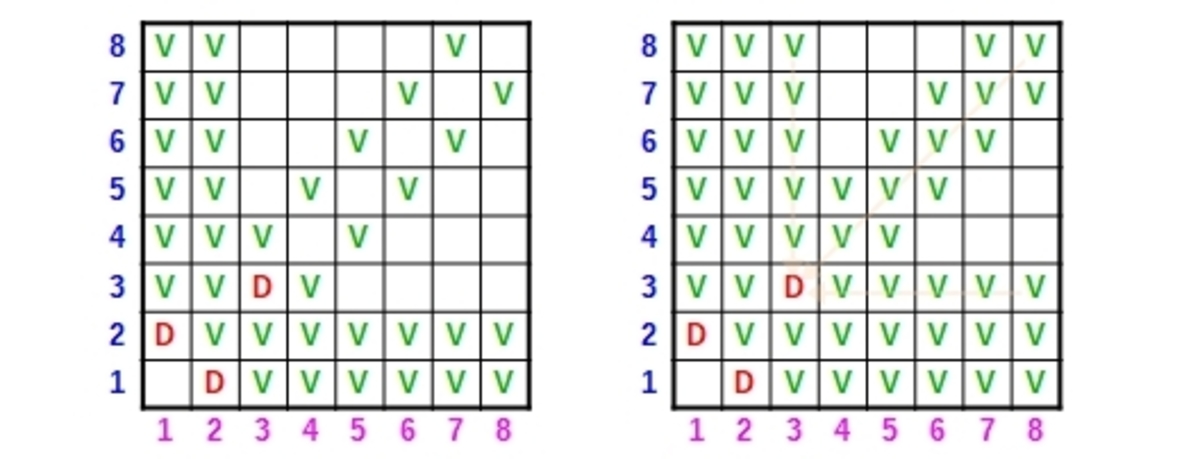 8 V V V 8 V V V V V
7 V V V V 7 V V V V V V
6 V V V V 6 V V V V V V
5 V V V V 5 V V V V V V
4 V V V V 4 V V V V V
3 V V D V 3 V V D V V V V V
2 D V V V V V V V 2 D V V V V V V V
1 D V V V V V V 1 D V V V V V V
1 2 3 4 5 6 7 8 1 2 3 4 5 6 7 8